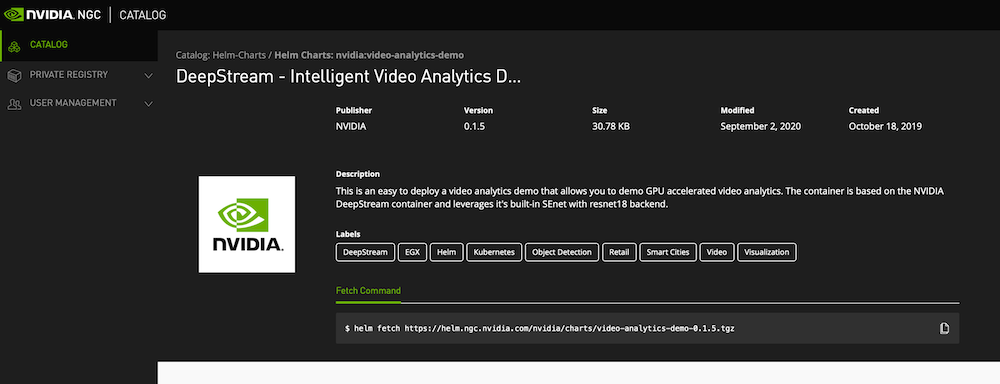 NVIDIA. NGC | CATALOG
CATALOG
PRIVATE REGISTRY
USER MANAGEMENT
Catalog: Helm-Charts / Helm Charts: nvidia:video-analytics-demo
DeepStream - Intelligent Video Analytics D...
Publisher Version Size Modified Created
NVIDIA 0.1.5 30.78 KB September 2, 2020 October 18, 2019
NVIDIA.
Description
This is an easy to deploy a video analytics demo that allows you to demo GPU accelerated video analytics. The container is based on the NVIDIA
DeepStream container and leverages it's built-in SEnet with resnet18 backend.
Labels
DeepStream EGX Helm Kubernetes Object Detection Retail Smart Cities Video Visualization
Fetch Command
$ helm fetch https://helm.ngc.nvidia.com/nvidia/charts/video-analytics-demo-0.1.5.tgz